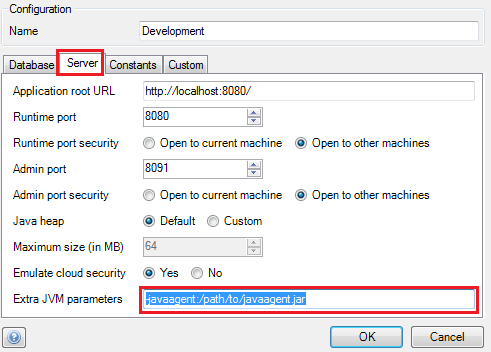 Configuration
Name Development
Database Server Constants Custom
Application root URL http://localhost:8080/
Runtime port 8080
Runtime port security Open to current machine Open to other machines
Admin port 8091
Admin port security Open to current machine Open to other machines
Java heap Default Custom
Maximum size (in MB) 64
Emulate cloud security Yes No
Extra JVM parameters -javaagent:/path/to/javaagent.jar
? OK Cancel